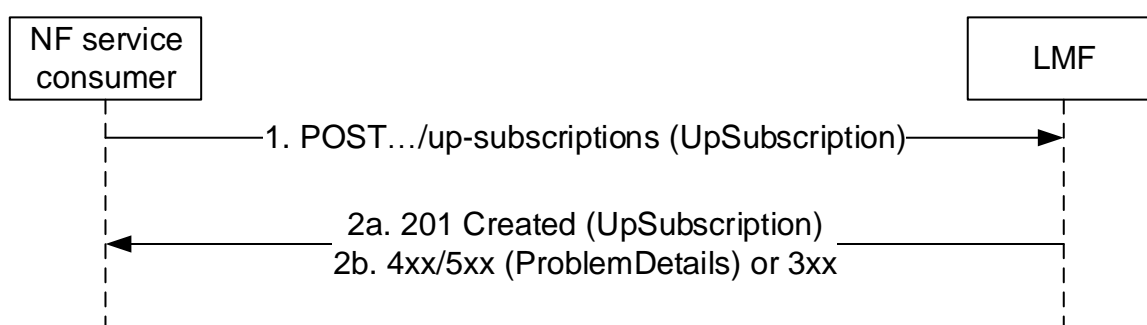 NF service
consumer
LMF
1. POST…/up-subscriptions (UpSubscription)
2a. 201 Created (UpSubscription)
2b. 4xx/5xx (ProblemDetails) or 3xx